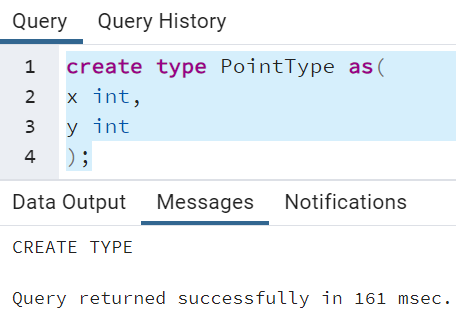 Query Query History
1 create type PointType as(
2 x int,
3 y int
4 );
Data Output Messages Notifications
CREATE TYPE
Query returned successfully in 161 msec.